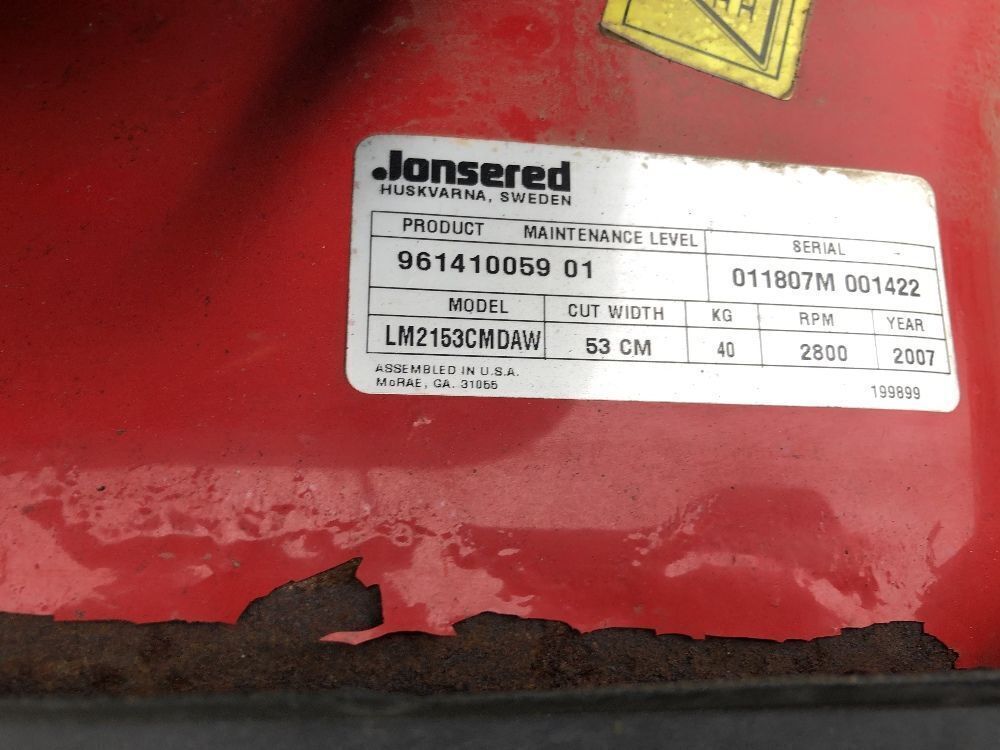 Jonsered
HUSKVARNA, SWEDEN
PRODUCT MAINTENANCE LEVEL SERIAL
961410059 01 011807M 001422
MODEL CUT WIDTH KG RPM YEAR
LM2153CMDAW 53 CM 40 2800 2007
ASSEMBLED IN U.S.A.
McRAE, GA. 31055 199899